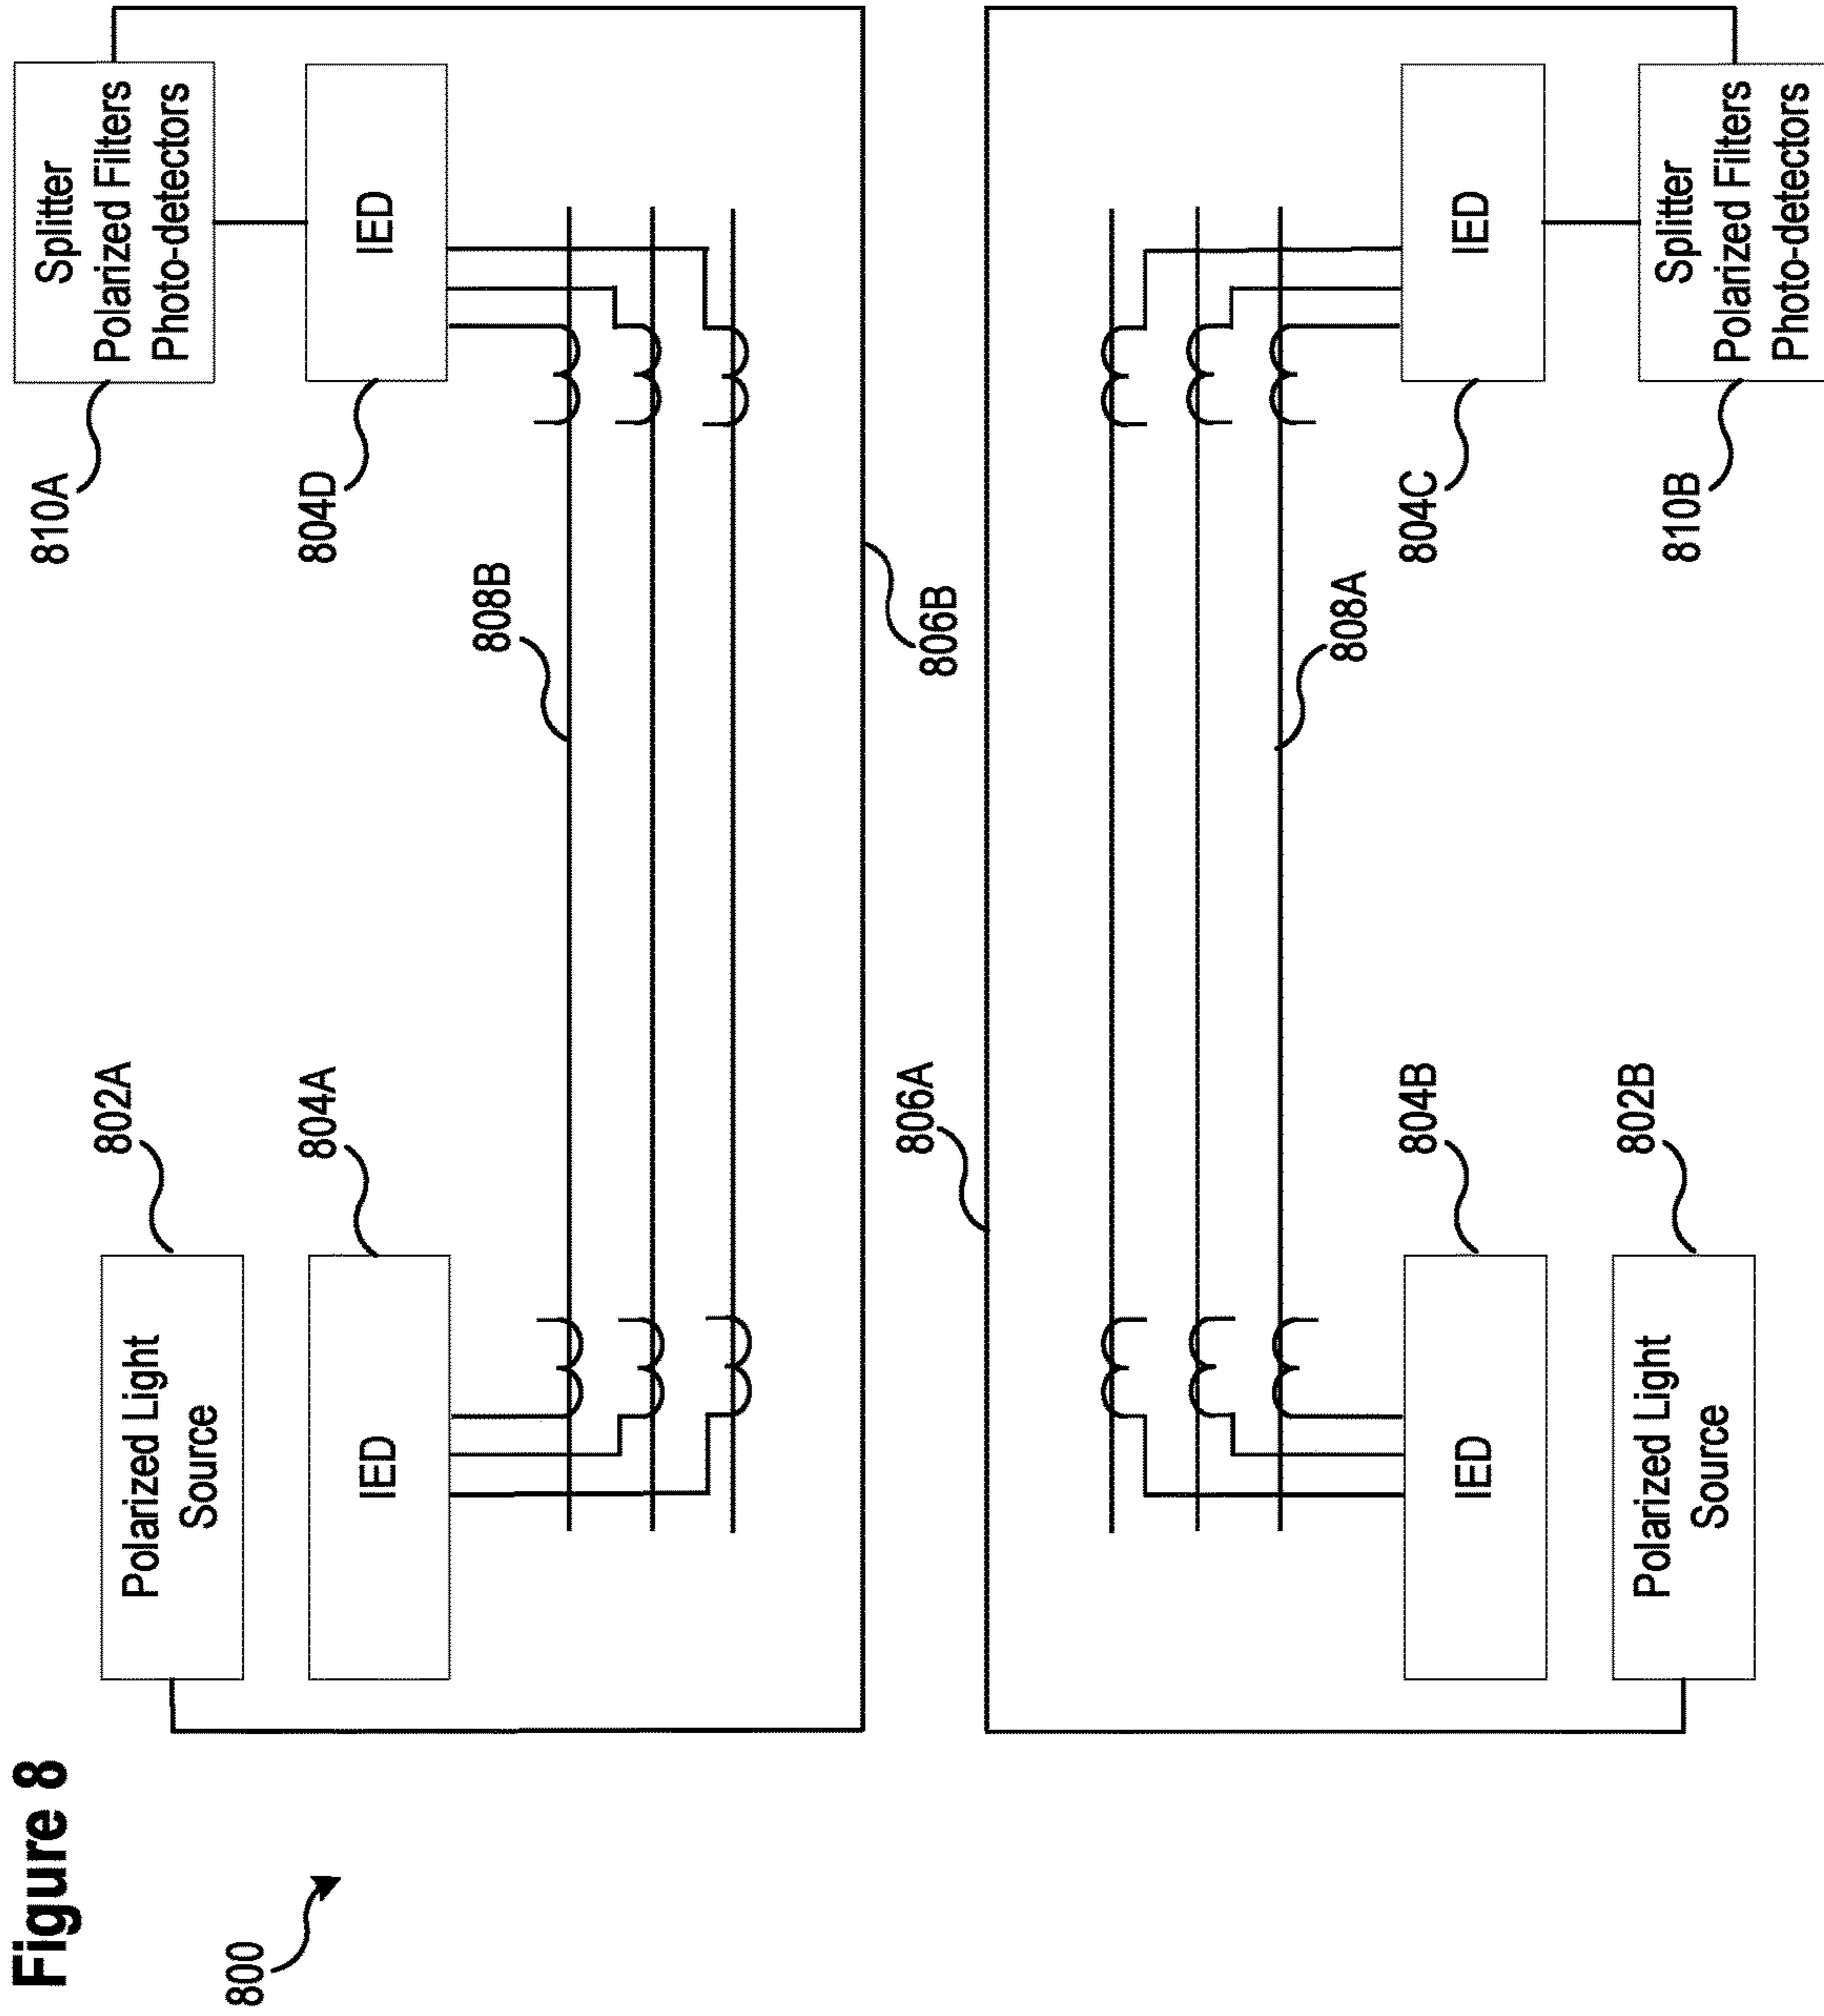 Figure 8
800
802A
Polarized Light
Source
810A
Splitter
Polarized Filters
Photo-detectors
804A
IED
804D
IED
808B
806B
806A
808A
804B
IED
804C
IED
802B
Polarized Light
Source
810B
Splitter
Polarized Filters
Photo-detectors